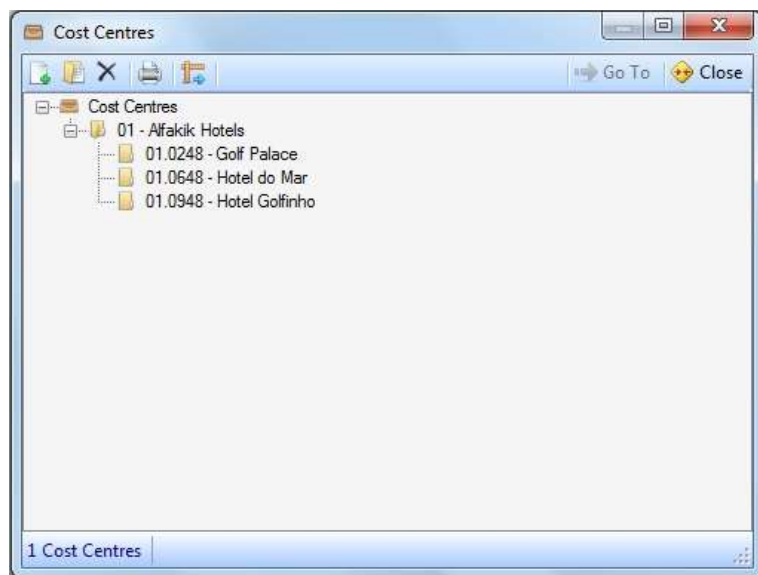 Cost Centres
Go To Close
Cost Centres
01 - Alfakik Hotels
01.0248 - Golf Palace
01.0648 - Hotel do Mar
01.0948 - Hotel Golfinho
1 Cost Centres